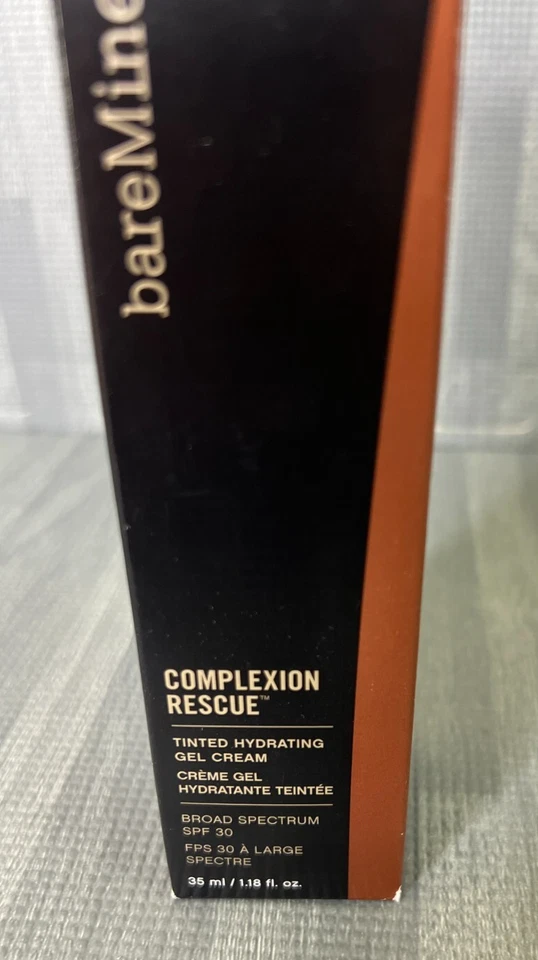 bareMine
COMPLEXION
RESCUE™
TINTED HYDRATING
GEL CREAM
CRÈME GEL
HYDRATANTE TEINTÉE
BROAD SPECTRUM
SPF 30
FPS 30 À LARGE
SPECTRE
35 ml / 1.18 fl. oz.